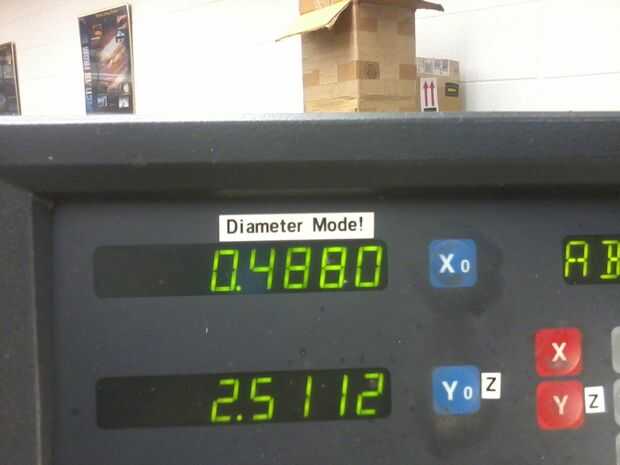 Diameter Mode!
0.4880
X0
AB
2.5112
Y0 Z
X
Y Z